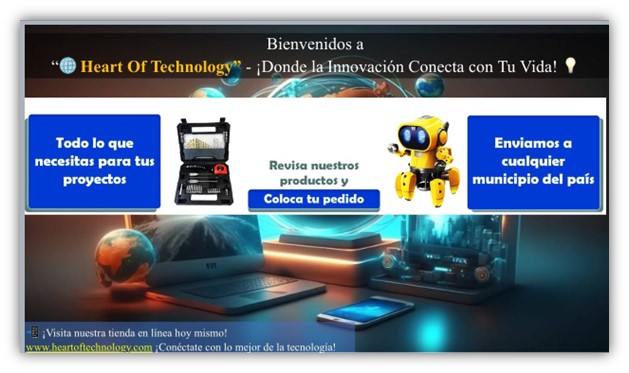 Bienvenidos a
“🌐 Heart Of Technology” - ¡Donde la Innovación Conecta con Tu Vida! 💡
Todo lo que
necesitas para tus
proyectos
Revisa nuestros
productos y
Coloca tu pedido
Enviamos a
cualquier
municipio del país
📱 ¡Visita nuestra tienda en línea hoy mismo!
www.heartoftechnology.com ¡Conéctate con lo mejor de la tecnología!